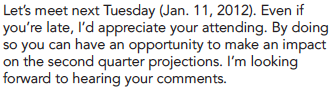 Let's meet next Tuesday (Jan. 11, 2012). Even if
you're late, I'd appreciate your attending. By doing
so you can have an opportunity to make an impact
on the second quarter projections. I'm looking
forward to hearing your comments.